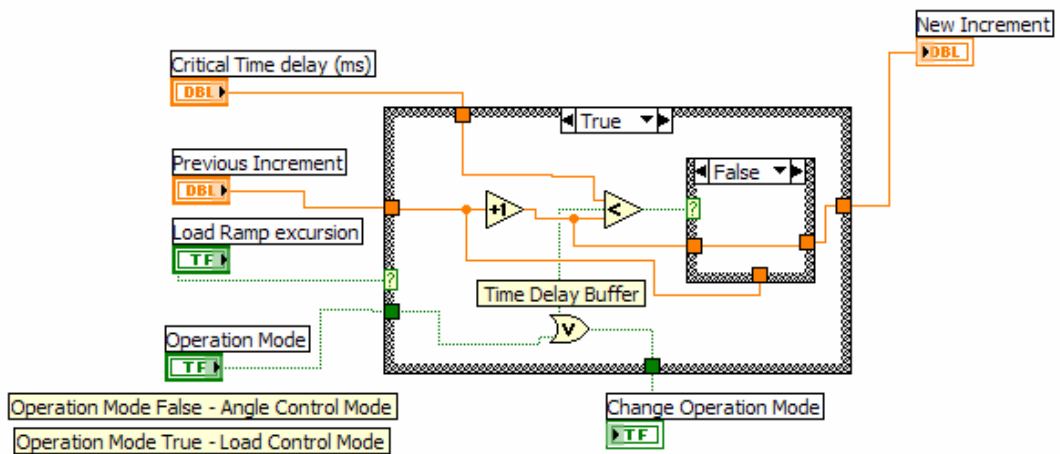 New Increment
DBL
Critical Time delay (ms)
DBL
True
Previous Increment
DBL
False
+1
<
?
Load Ramp excursion
TF
?
Time Delay Buffer
V
Operation Mode
TF
Operation Mode False - Angle Control Mode
Change Operation Mode
TF
Operation Mode True - Load Control Mode